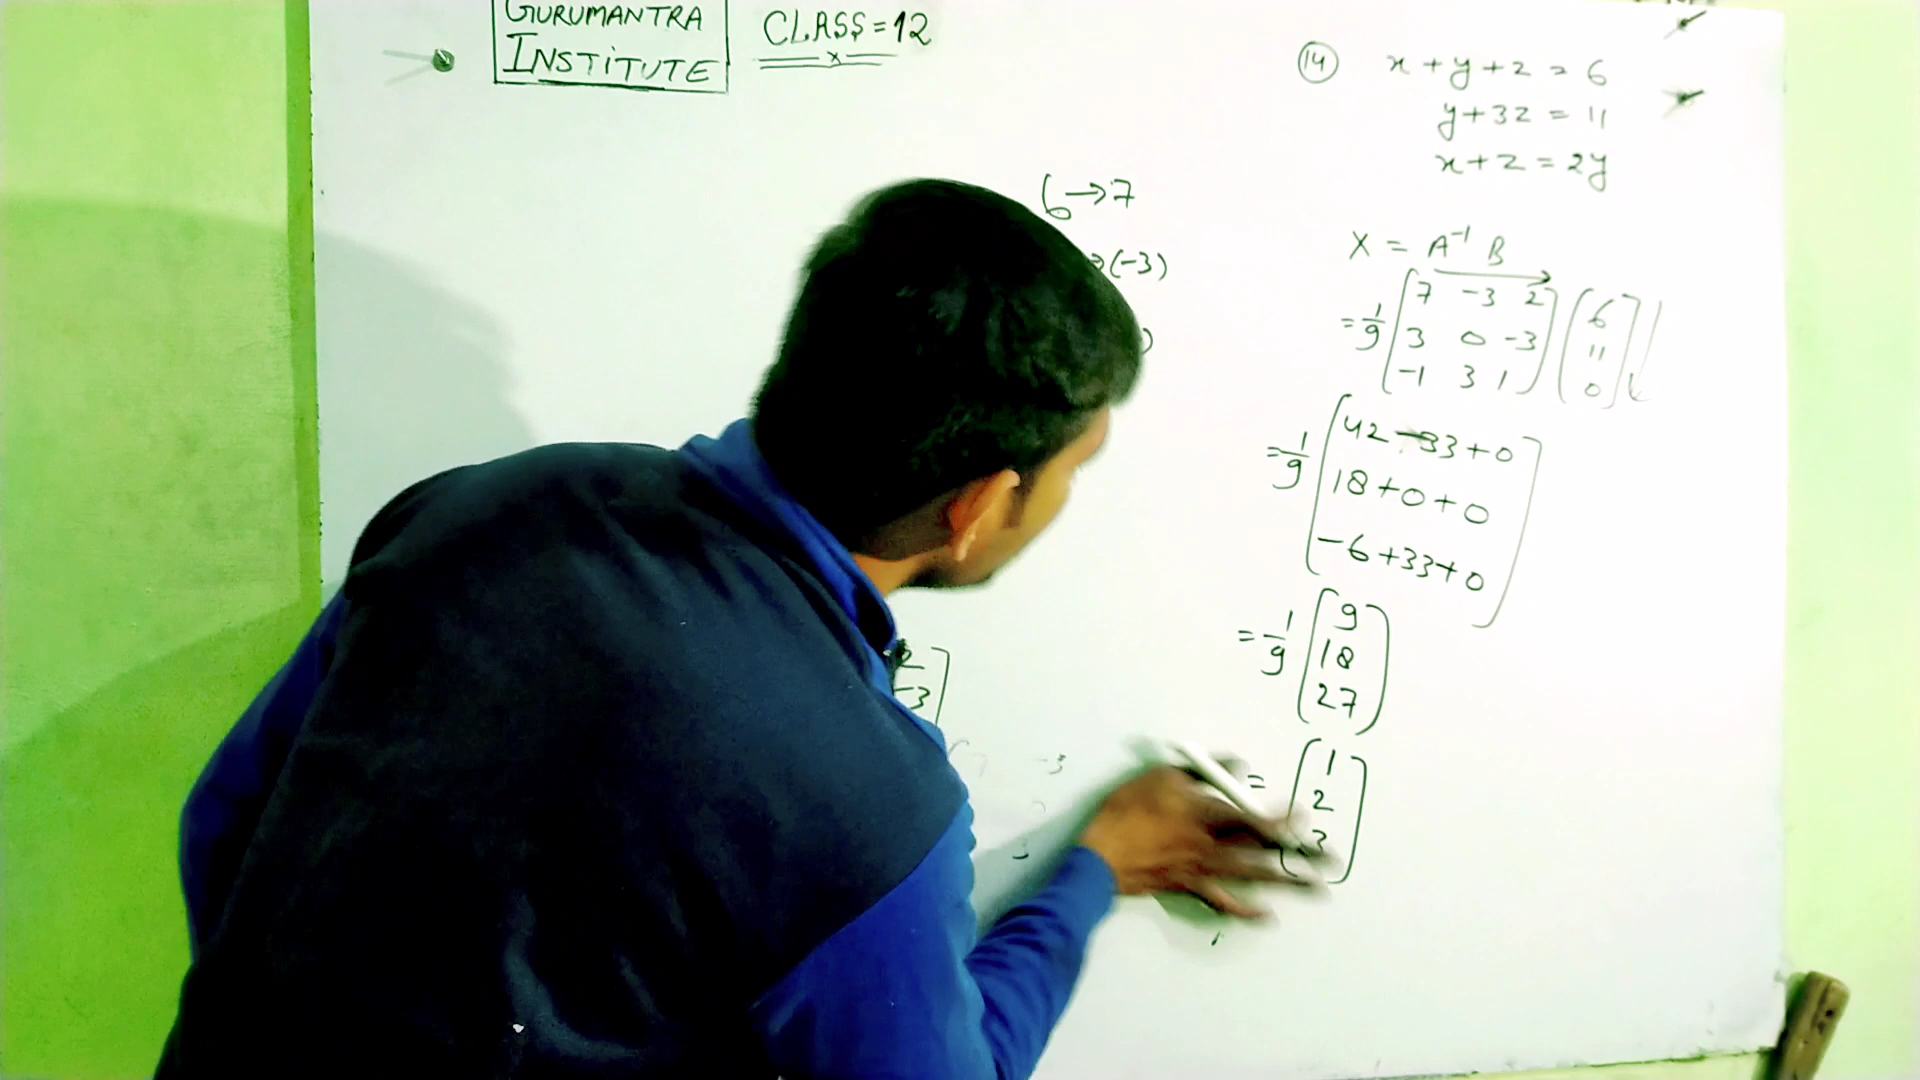 GURUMANTRA
INSTITUTE
CLASS=12
6→7
(-3)
2
-3
(14) x+y+z = 6
y+3z = 11
x+z = 2y
X = A⁻¹ B
= 1/9 [7 -3 2] [6]
[3 0 -3] [11]
[-1 3 1] [0]
= 1/9 [42-33+0]
[18+0+0]
[-6+33+0]
= 1/9 [9]
[18]
[27]
= [1]
[2]
[3]